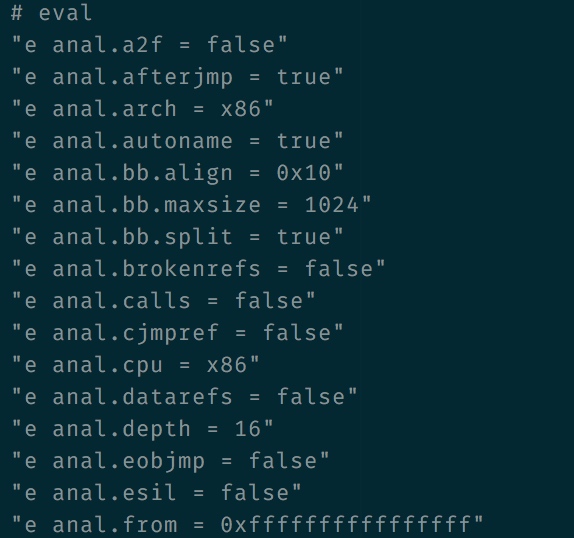 # eval
"e anal.a2f = false"
"e anal.afterjmp = true"
"e anal.arch = x86"
"e anal.autoname = true"
"e anal.bb.align = 0x10"
"e anal.bb.maxsize = 1024"
"e anal.bb.split = true"
"e anal.brokenrefs = false"
"e anal.calls = false"
"e anal.cjmpref = false"
"e anal.cpu = x86"
"e anal.datarefs = false"
"e anal.depth = 16"
"e anal.eobjmp = false"
"e anal.esil = false"
"e anal.from = 0xffffffffffffffff"